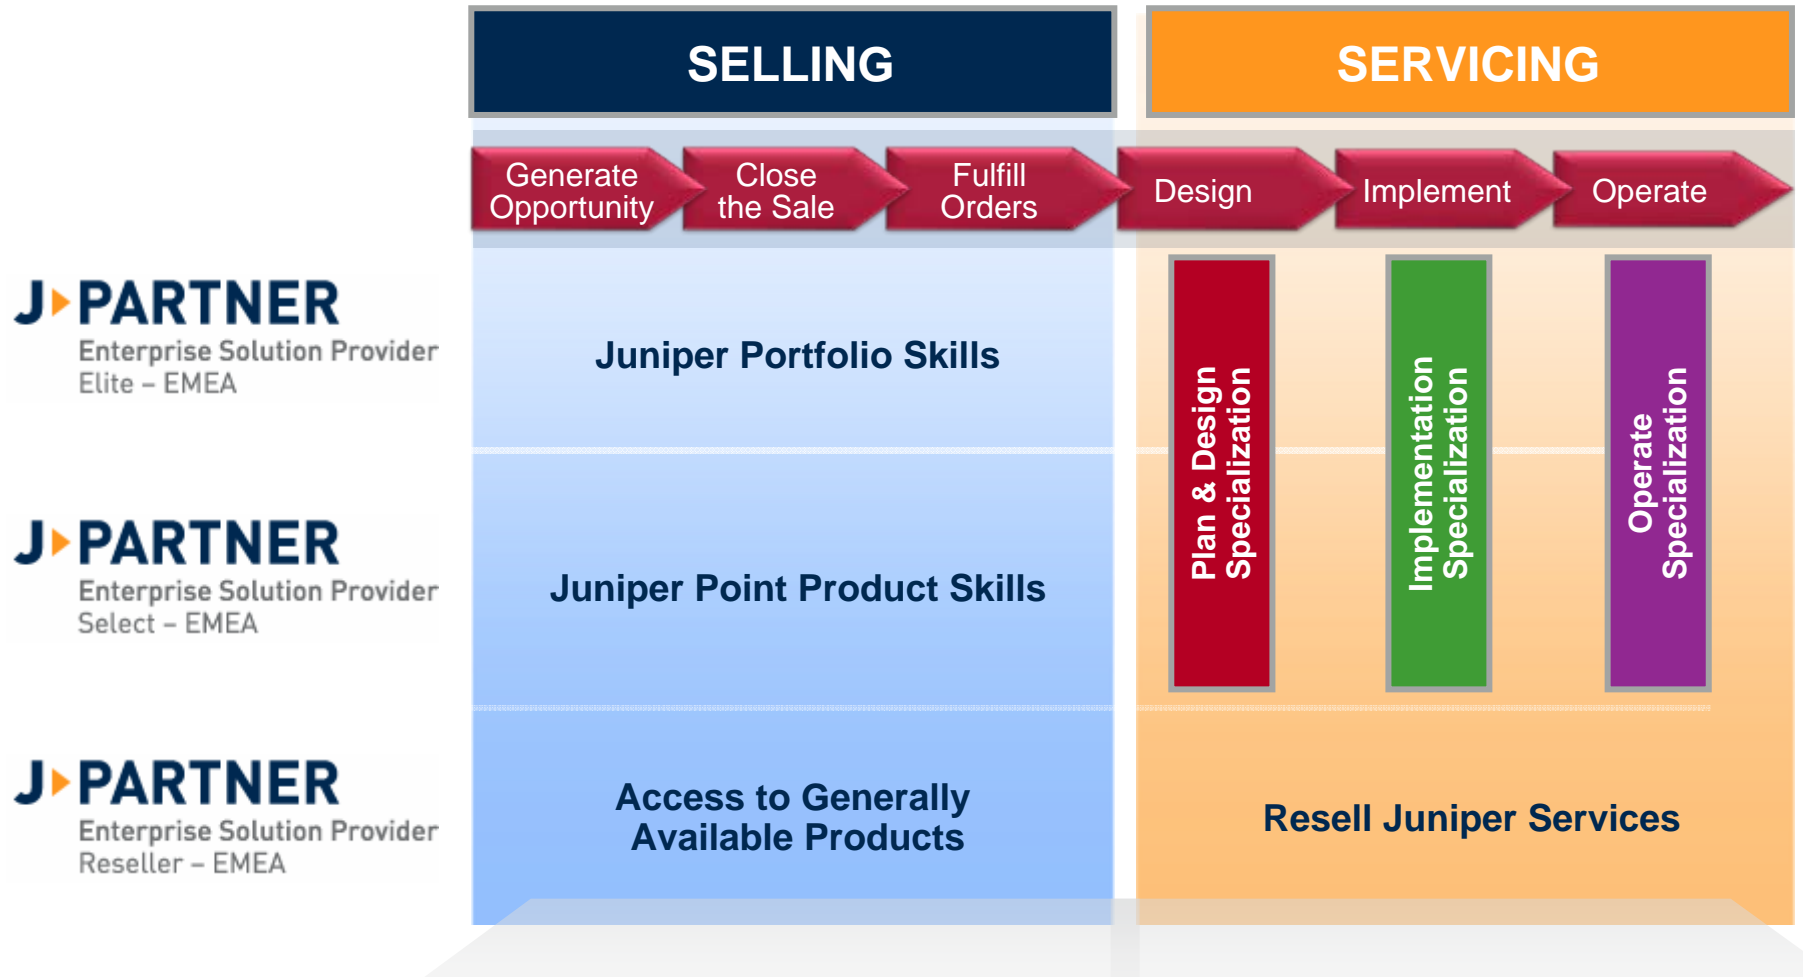 SELLING
SERVICING
Generate
Opportunity
Close
the Sale
Fulfill
Orders
Design
Implement
Operate
J PARTNER
Enterprise Solution Provider
Elite – EMEA
Juniper Portfolio Skills
Plan & Design
Specialization
Implementation
Specialization
Operate
Specialization
J PARTNER
Enterprise Solution Provider
Select – EMEA
Juniper Point Product Skills
J PARTNER
Enterprise Solution Provider
Reseller – EMEA
Access to Generally
Available Products
Resell Juniper Services